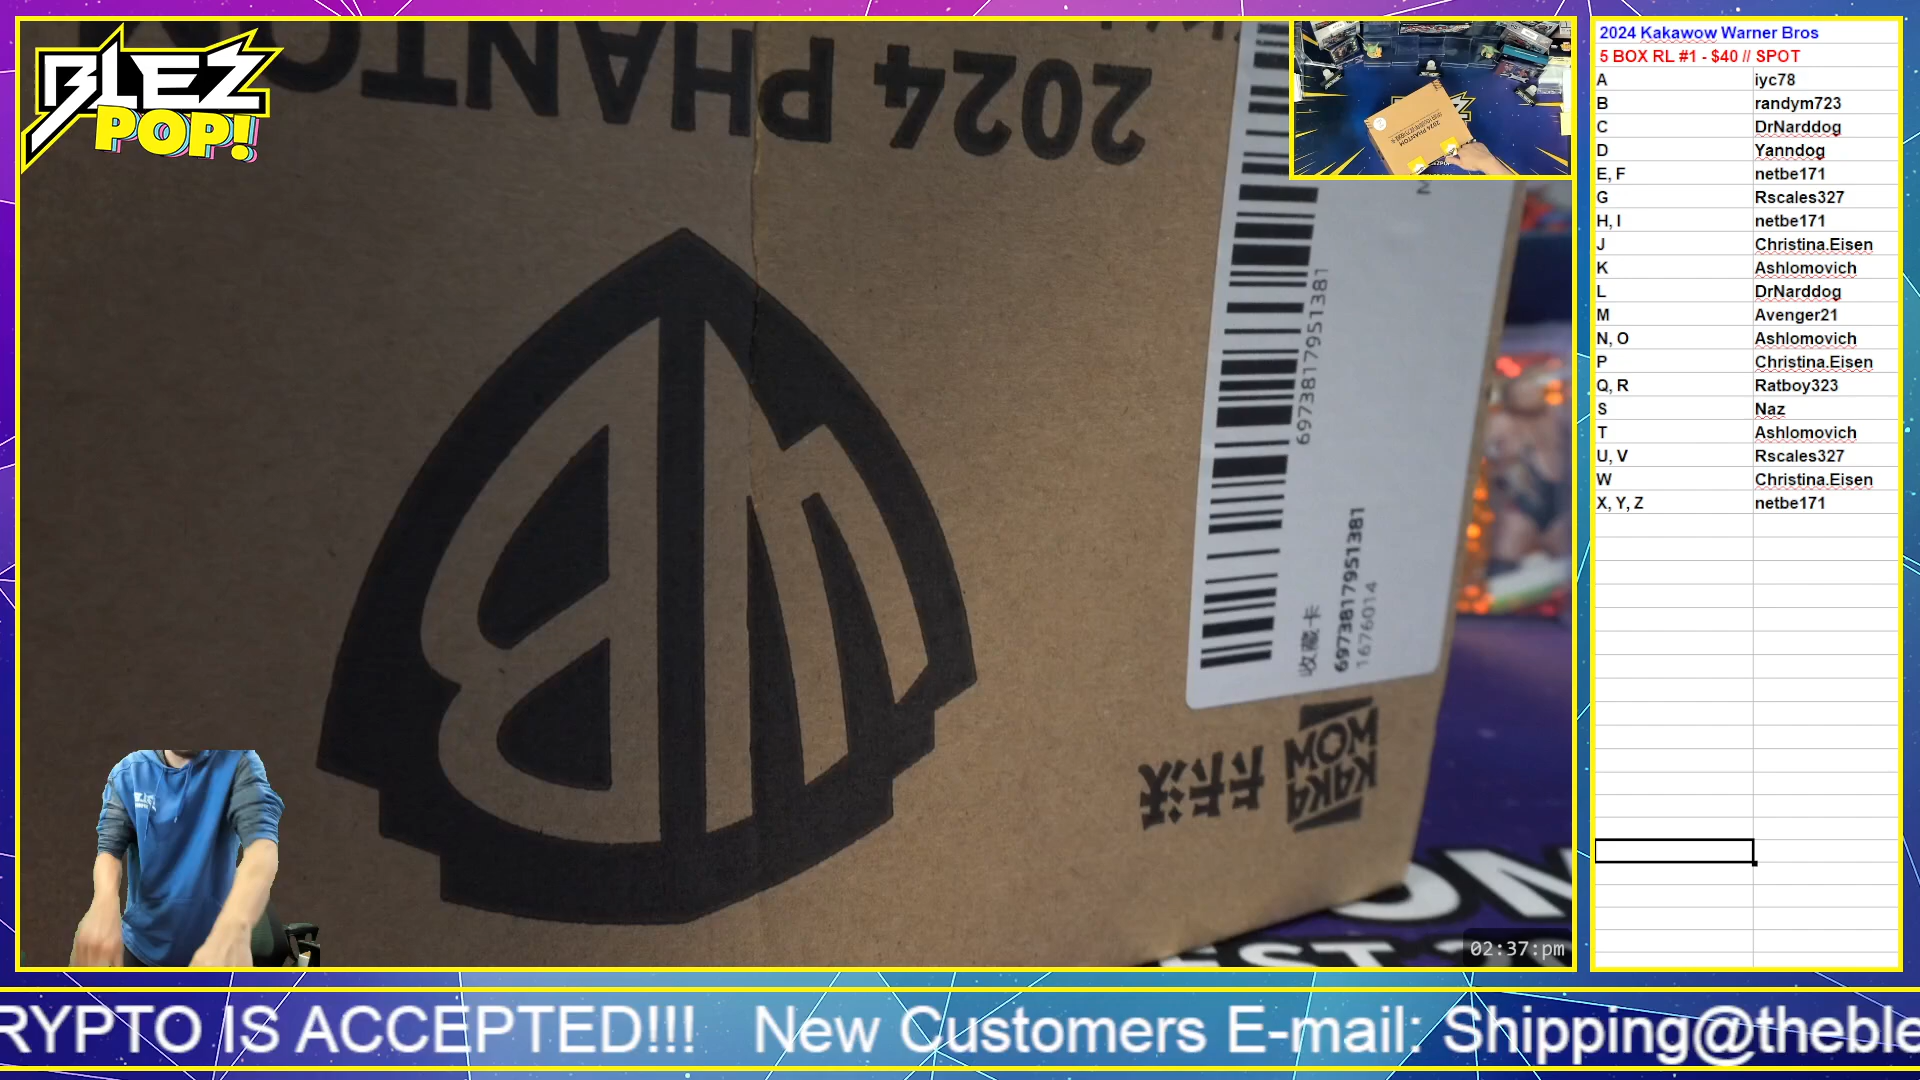 BLEZ
POP!
2024 PHANTOM
6973817951381
收藏卡
6973817951381
1676014
卡卡沃
KAKA
WOW
02:37:pm
2024 Kakawow Warner Bros
5 BOX RL #1 - $40 // SPOT
A iyc78
B randym723
C DrNarddog
D Yanndog
E, F netbe171
G Rscales327
H, I netbe171
J Christina.Eisen
K Ashlomovich
L DrNarddog
M Avenger21
N, O Ashlomovich
P Christina.Eisen
Q, R Ratboy323
S Naz
T Ashlomovich
U, V Rscales327
W Christina.Eisen
X, Y, Z netbe171
RYPTO IS ACCEPTED!!! New Customers E-mail: Shipping@theble